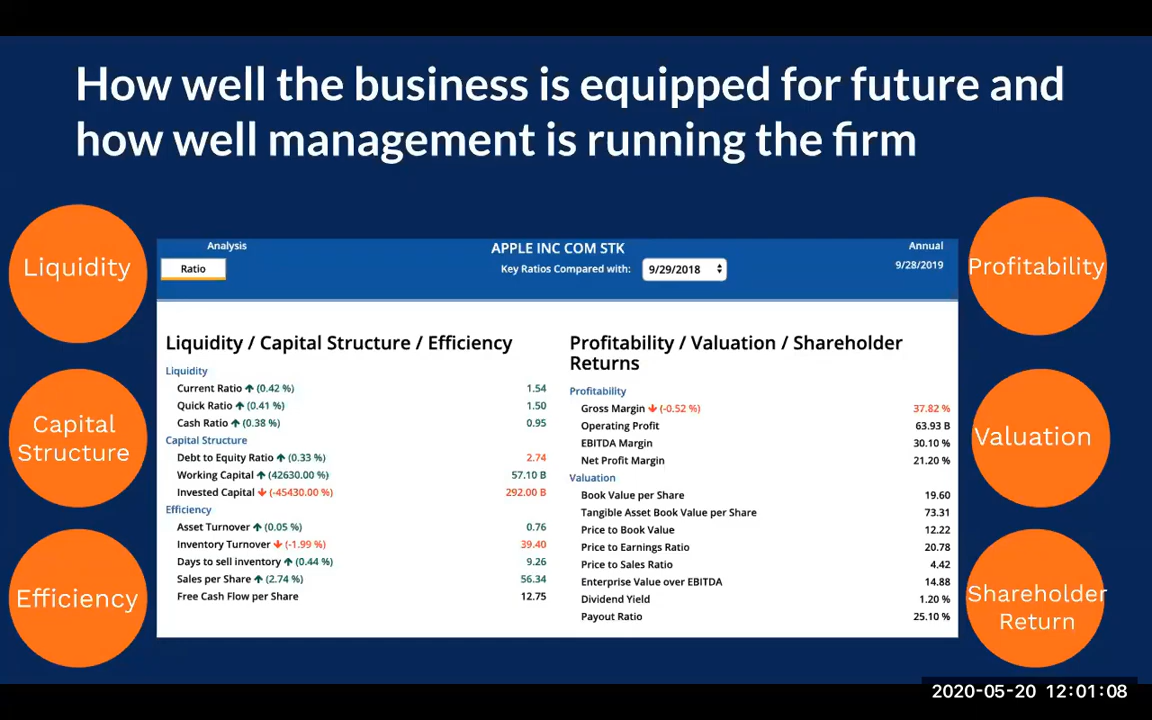 How well the business is equipped for future and
how well management is running the firm
Liquidity
Capital
Structure
Efficiency
Analysis
Ratio
APPLE INC COM STK
Key Ratios Compared with: 9/29/2018
Annual
9/28/2019
Liquidity / Capital Structure / Efficiency
Liquidity
Current Ratio ↑ (0.42 %) 1.54
Quick Ratio ↑ (0.41 %) 1.50
Cash Ratio ↑ (0.38 %) 0.95
Capital Structure
Debt to Equity Ratio ↑ (0.33 %) 2.74
Working Capital ↑ (42630.00 %) 57.10 B
Invested Capital ↓ (-45430.00 %) 292.00 B
Efficiency
Asset Turnover ↑ (0.05 %) 0.76
Inventory Turnover ↓ (-1.99 %) 39.40
Days to sell inventory ↑ (0.44 %) 9.26
Sales per Share ↑ (2.74 %) 56.34
Free Cash Flow per Share 12.75
Profitability / Valuation / Shareholder
Returns
Profitability
Gross Margin ↓ (-0.52 %) 37.82 %
Operating Profit 63.93 B
EBITDA Margin 30.10 %
Net Profit Margin 21.20 %
Valuation
Book Value per Share 19.60
Tangible Asset Book Value per Share 73.31
Price to Book Value 12.22
Price to Earnings Ratio 20.78
Price to Sales Ratio 4.42
Enterprise Value over EBITDA 14.88
Dividend Yield 1.20 %
Payout Ratio 25.10 %
Profitability
Valuation
Shareholder
Return
2020-05-20 12:01:08